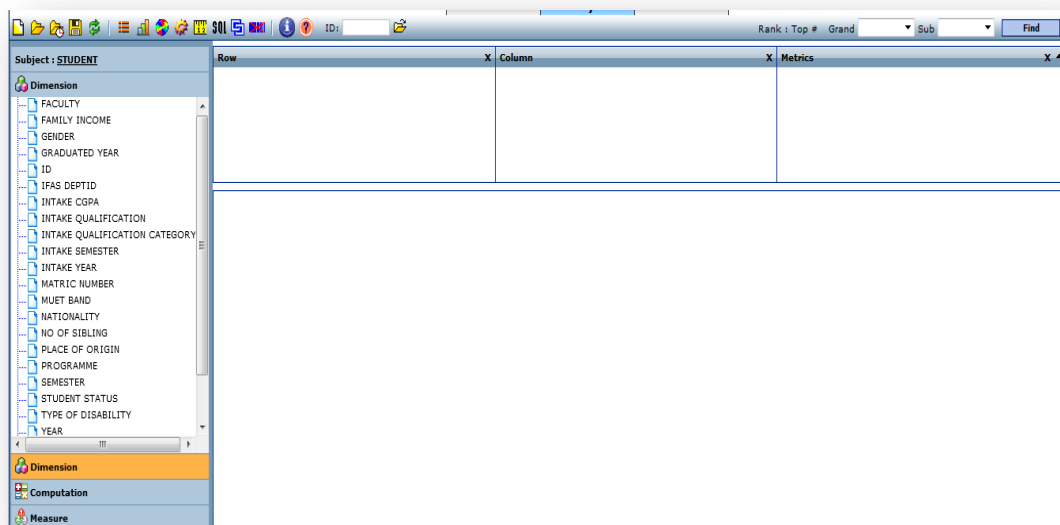 SQL ID: Rank : Top # Grand Sub Find
Subject : STUDENT
Row X Column X Metrics X
Dimension
FACULTY
FAMILY INCOME
GENDER
GRADUATED YEAR
ID
IFAS DEPTID
INTAKE CGPA
INTAKE QUALIFICATION
INTAKE QUALIFICATION CATEGORY
INTAKE SEMESTER
INTAKE YEAR
MATRIC NUMBER
MUET BAND
NATIONALITY
NO OF SIBLING
PLACE OF ORIGIN
PROGRAMME
SEMESTER
STUDENT STATUS
TYPE OF DISABILITY
YEAR
Dimension
Computation
Measure